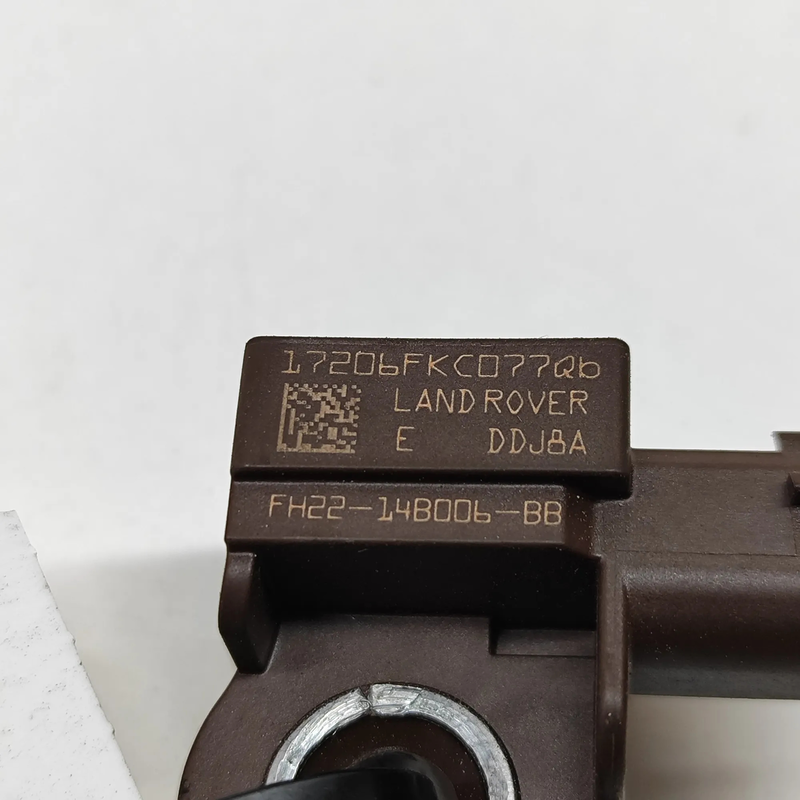 17206FKC077Qb
LAND ROVER
E DDJ8A
FH22-14B006-BB